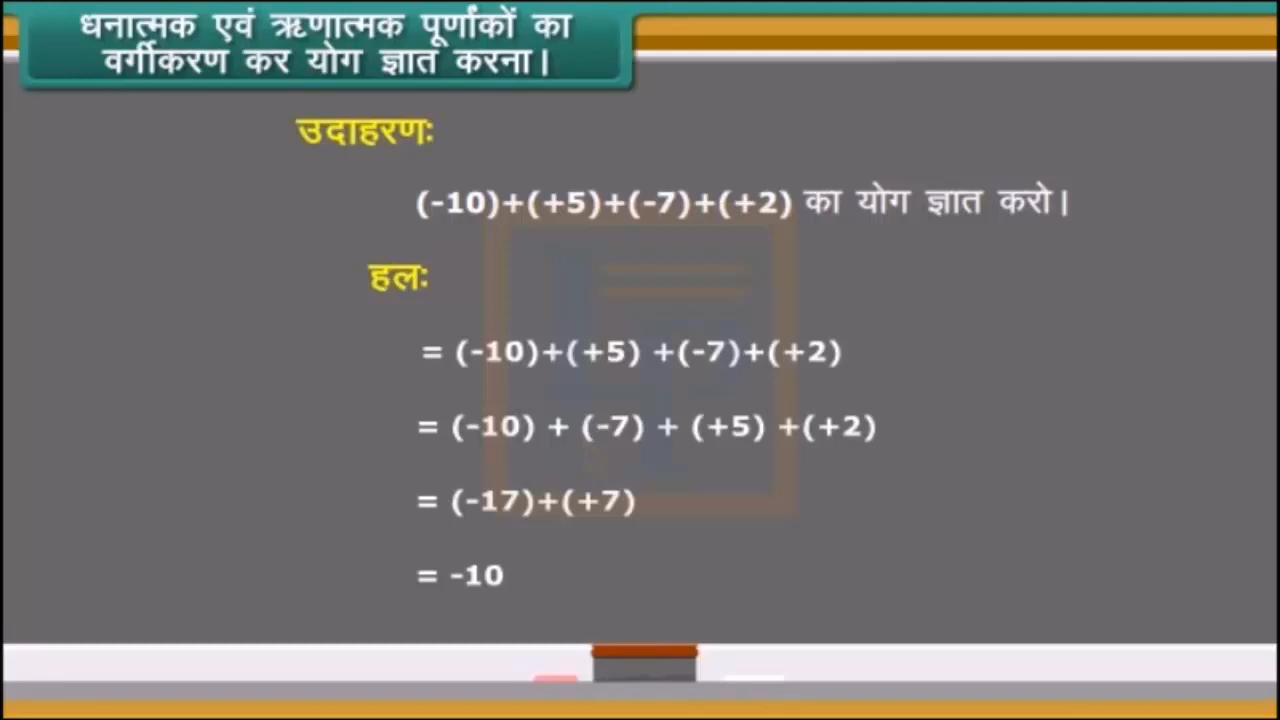 धनात्मक एवं ऋणात्मक पूर्णांकों का
वर्गीकरण कर योग ज्ञात करना।
उदाहरणः
(-10)+(+5)+(-7)+(+2) का योग ज्ञात करो।
हलः
= (-10)+(+5) +(-7)+(+2)
= (-10) + (-7) + (+5) +(+2)
= (-17)+(+7)
= -10